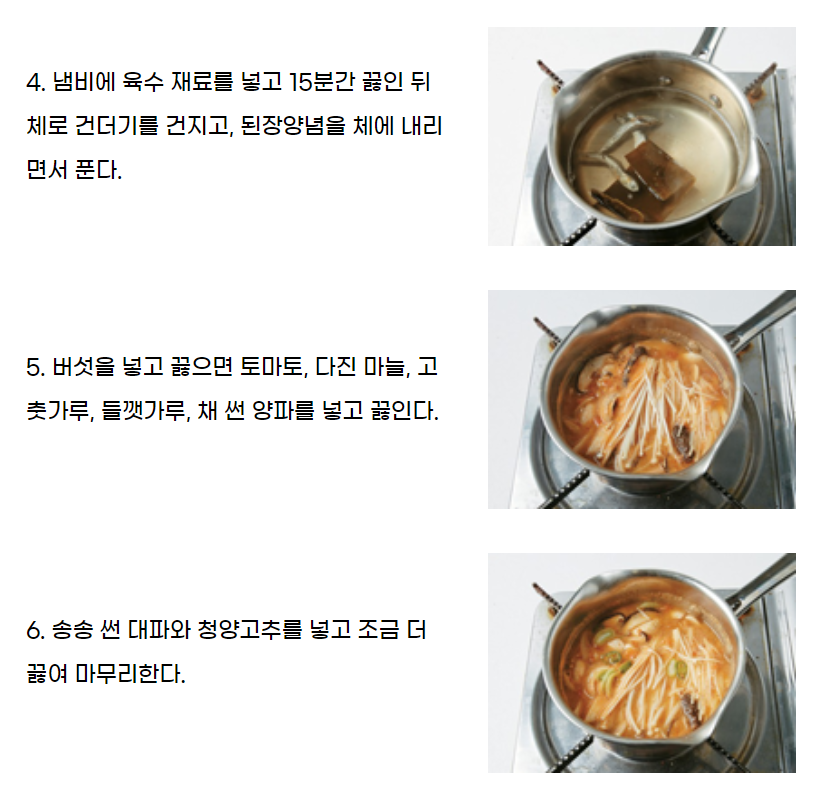 4. 냄비에 육수 재료를 넣고 15분간 끓인 뒤
체로 건더기를 건지고, 된장양념을 체에 내리
면서 푼다.
5. 버섯을 넣고 끓으면 토마토, 다진 마늘, 고
춧가루, 들깻가루, 채 썬 양파를 넣고 끓인다.
6. 송송 썬 대파와 청양고추를 넣고 조금 더
끓여 마무리한다.